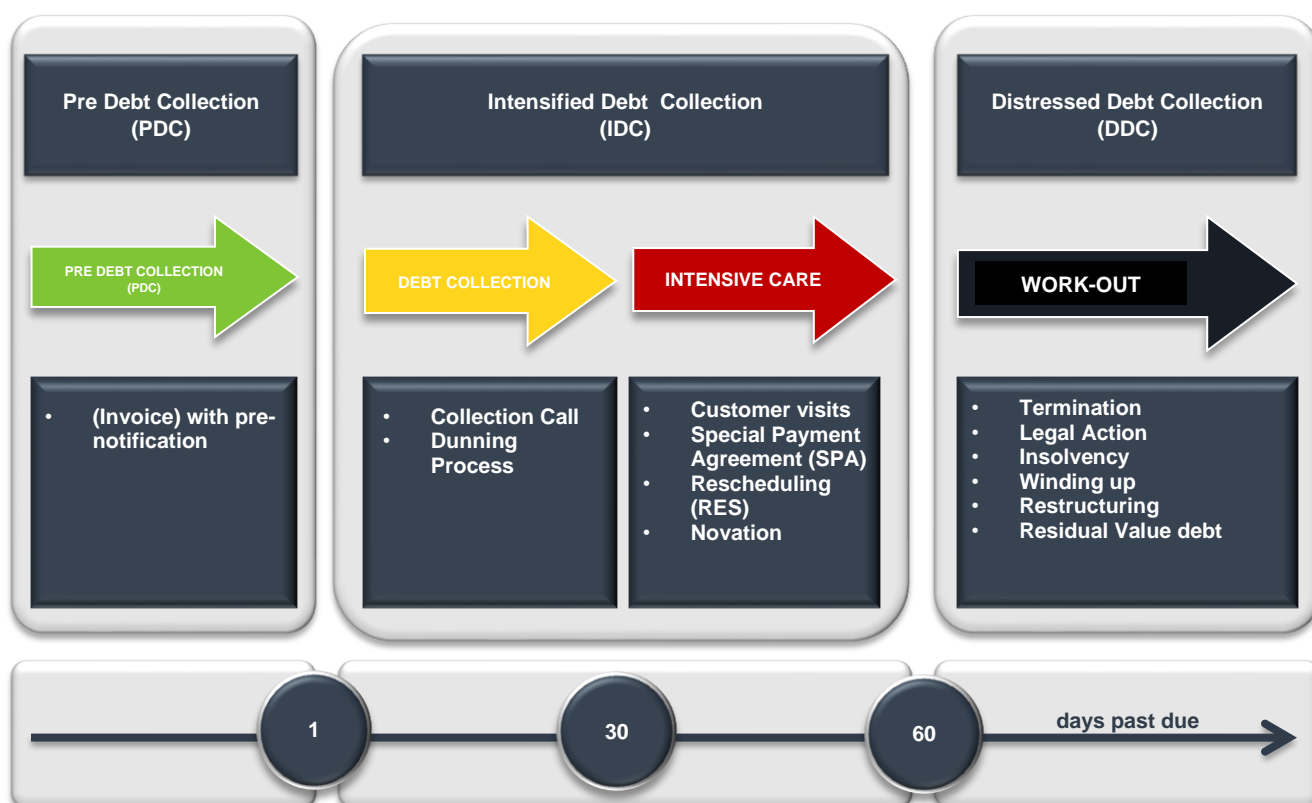 Pre Debt Collection
(PDC)
Intensified Debt Collection
(IDC)
Distressed Debt Collection
(DDC)
PRE DEBT COLLECTION
(PDC)
DEBT COLLECTION
INTENSIVE CARE
WORK-OUT
• (Invoice) with pre-
notification
• Collection Call
• Dunning
Process
• Customer visits
• Special Payment
Agreement (SPA)
• Rescheduling
(RES)
• Novation
• Termination
• Legal Action
• Insolvency
• Winding up
• Restructuring
• Residual Value debt
1
30
60
days past due